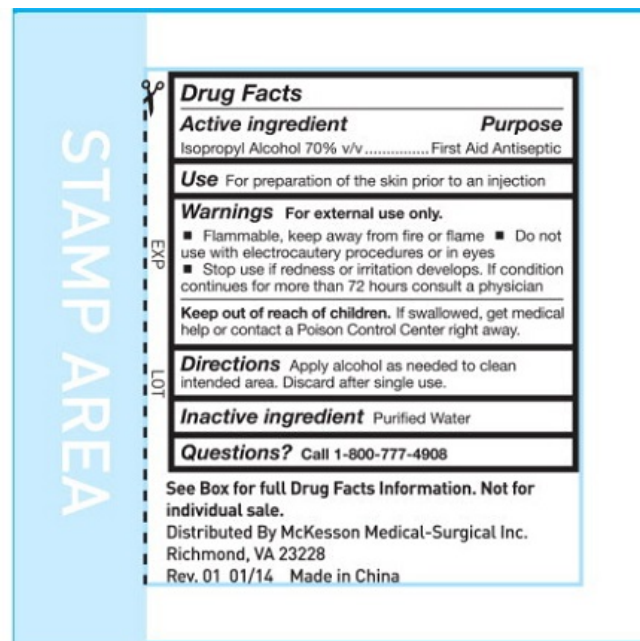 STAMP AREA
EXP
LOT
Drug Facts
Active ingredient Purpose
Isopropyl Alcohol 70% v/v...............First Aid Antiseptic
Use For preparation of the skin prior to an injection
Warnings For external use only.
■ Flammable, keep away from fire or flame ■ Do not
use with electrocautery procedures or in eyes
■ Stop use if redness or irritation develops. If condition
continues for more than 72 hours consult a physician
Keep out of reach of children. If swallowed, get medical
help or contact a Poison Control Center right away.
Directions Apply alcohol as needed to clean
intended area. Discard after single use.
Inactive ingredient Purified Water
Questions? Call 1-800-777-4908
See Box for full Drug Facts Information. Not for
individual sale.
Distributed By McKesson Medical-Surgical Inc.
Richmond, VA 23228
Rev. 01 01/14 Made in China